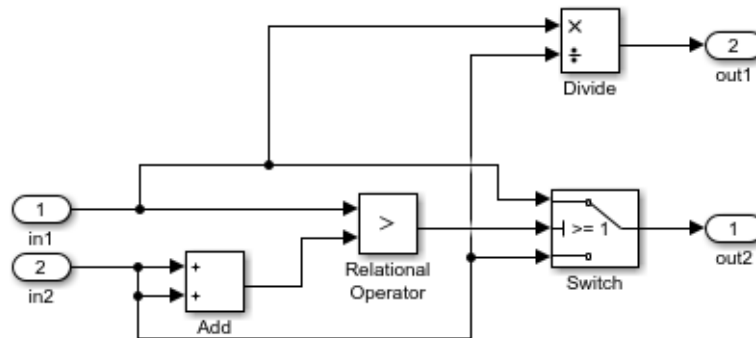 ×
÷
Divide
2
out1
1
in1
2
in2
+
+
Add
>
Relational
Operator
>= 1
Switch
1
out2